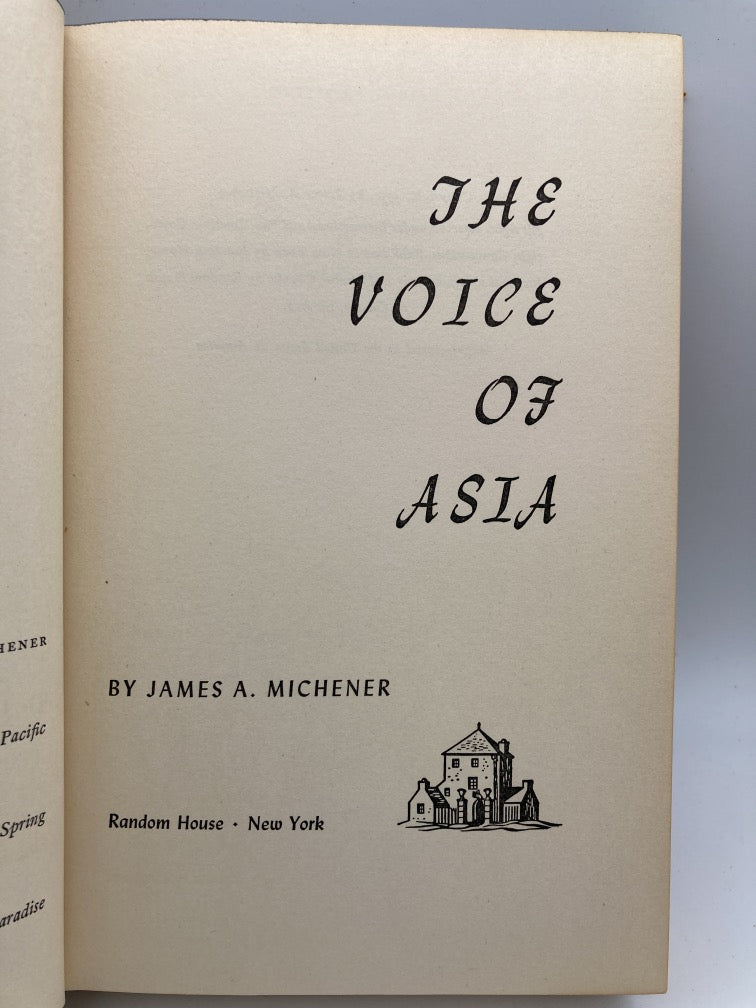 HENER
Pacific
Spring
aradise
THE
VOICE
OF
ASIA
BY JAMES A. MICHENER
Random House · New York